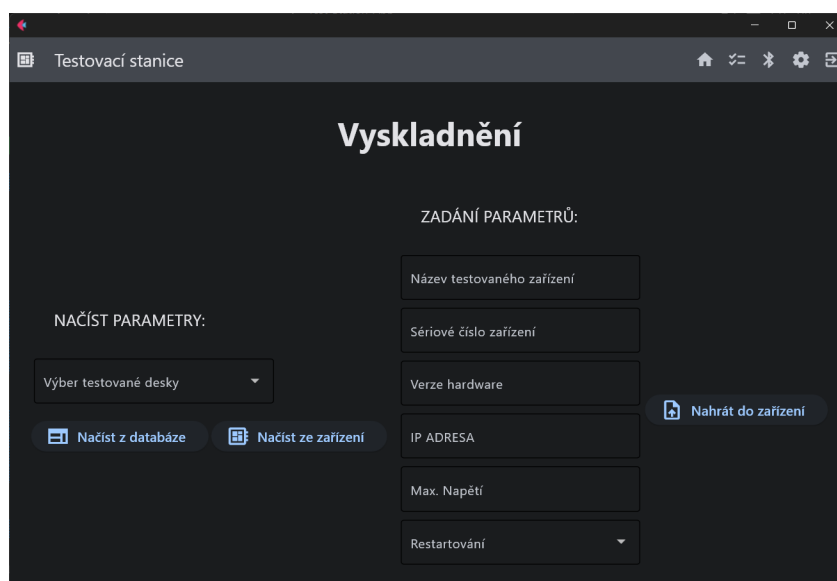 Testovací stanice
Vyskladnění
NAČÍST PARAMETRY:
Výber testované desky
Načíst z databáze
Načíst ze zařízení
ZADÁNÍ PARAMETRŮ:
Název testovaného zařízení
Sériové číslo zařízení
Verze hardware
IP ADRESA
Max. Napětí
Restartování
Nahrát do zařízení